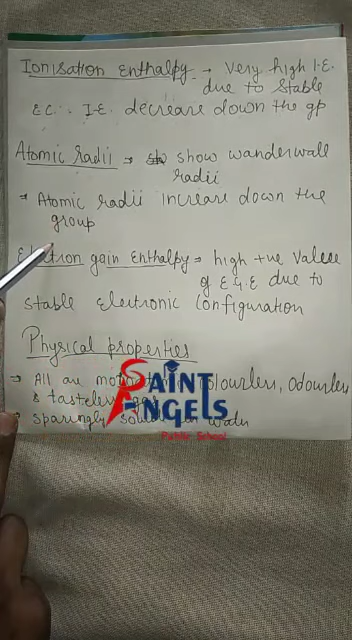 Ionisation Enthalpy → Very high I.E.
due to stable
E.C. I.E. decrease down the gp
Atomic radii → show wanderwall
radii
→ Atomic radii increase down the
group
Electron gain Enthalpy = high +ve value
of E.G.E due to
stable electronic configuration
Physical properties
→ All are colourless, odourless
& tasteless gas
sparingly in water
SAINT
ANGELS
Public School